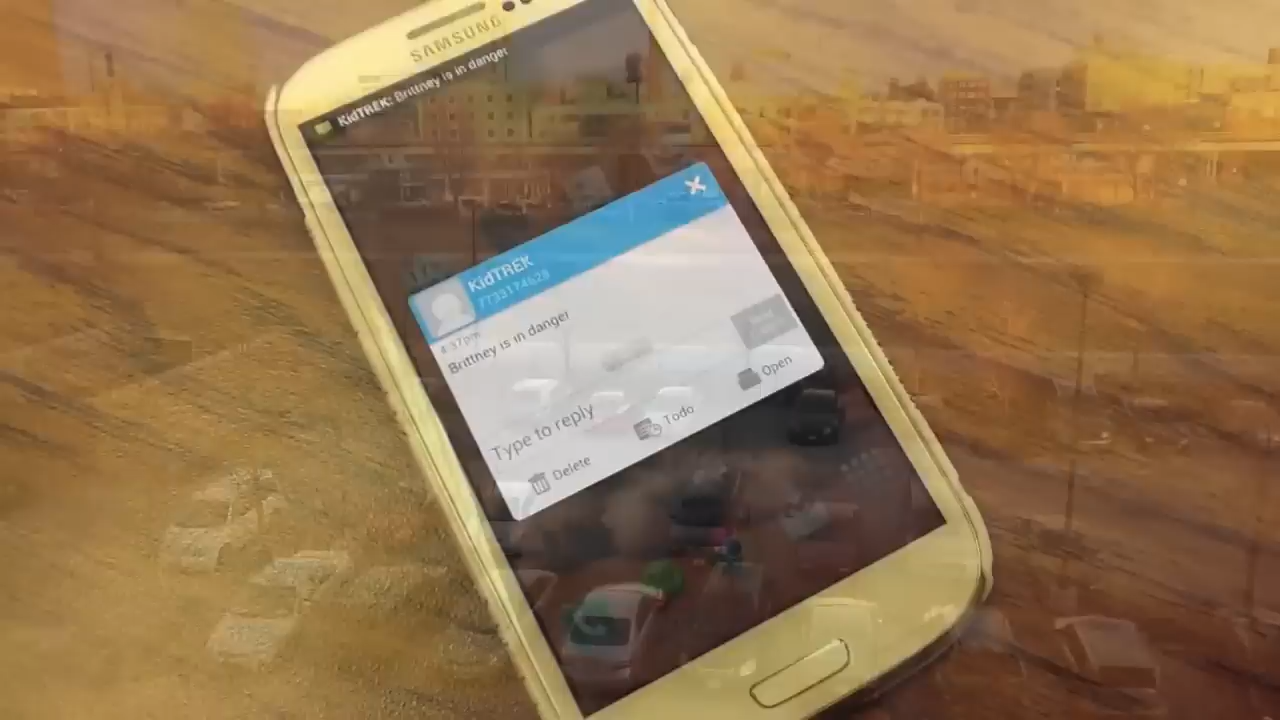 SAMSUNG
KidTREK: Brittney is in danger
KidTREK
7733174628
4:37pm
Brittney is in danger
Type to reply
Delete
Todo
Open